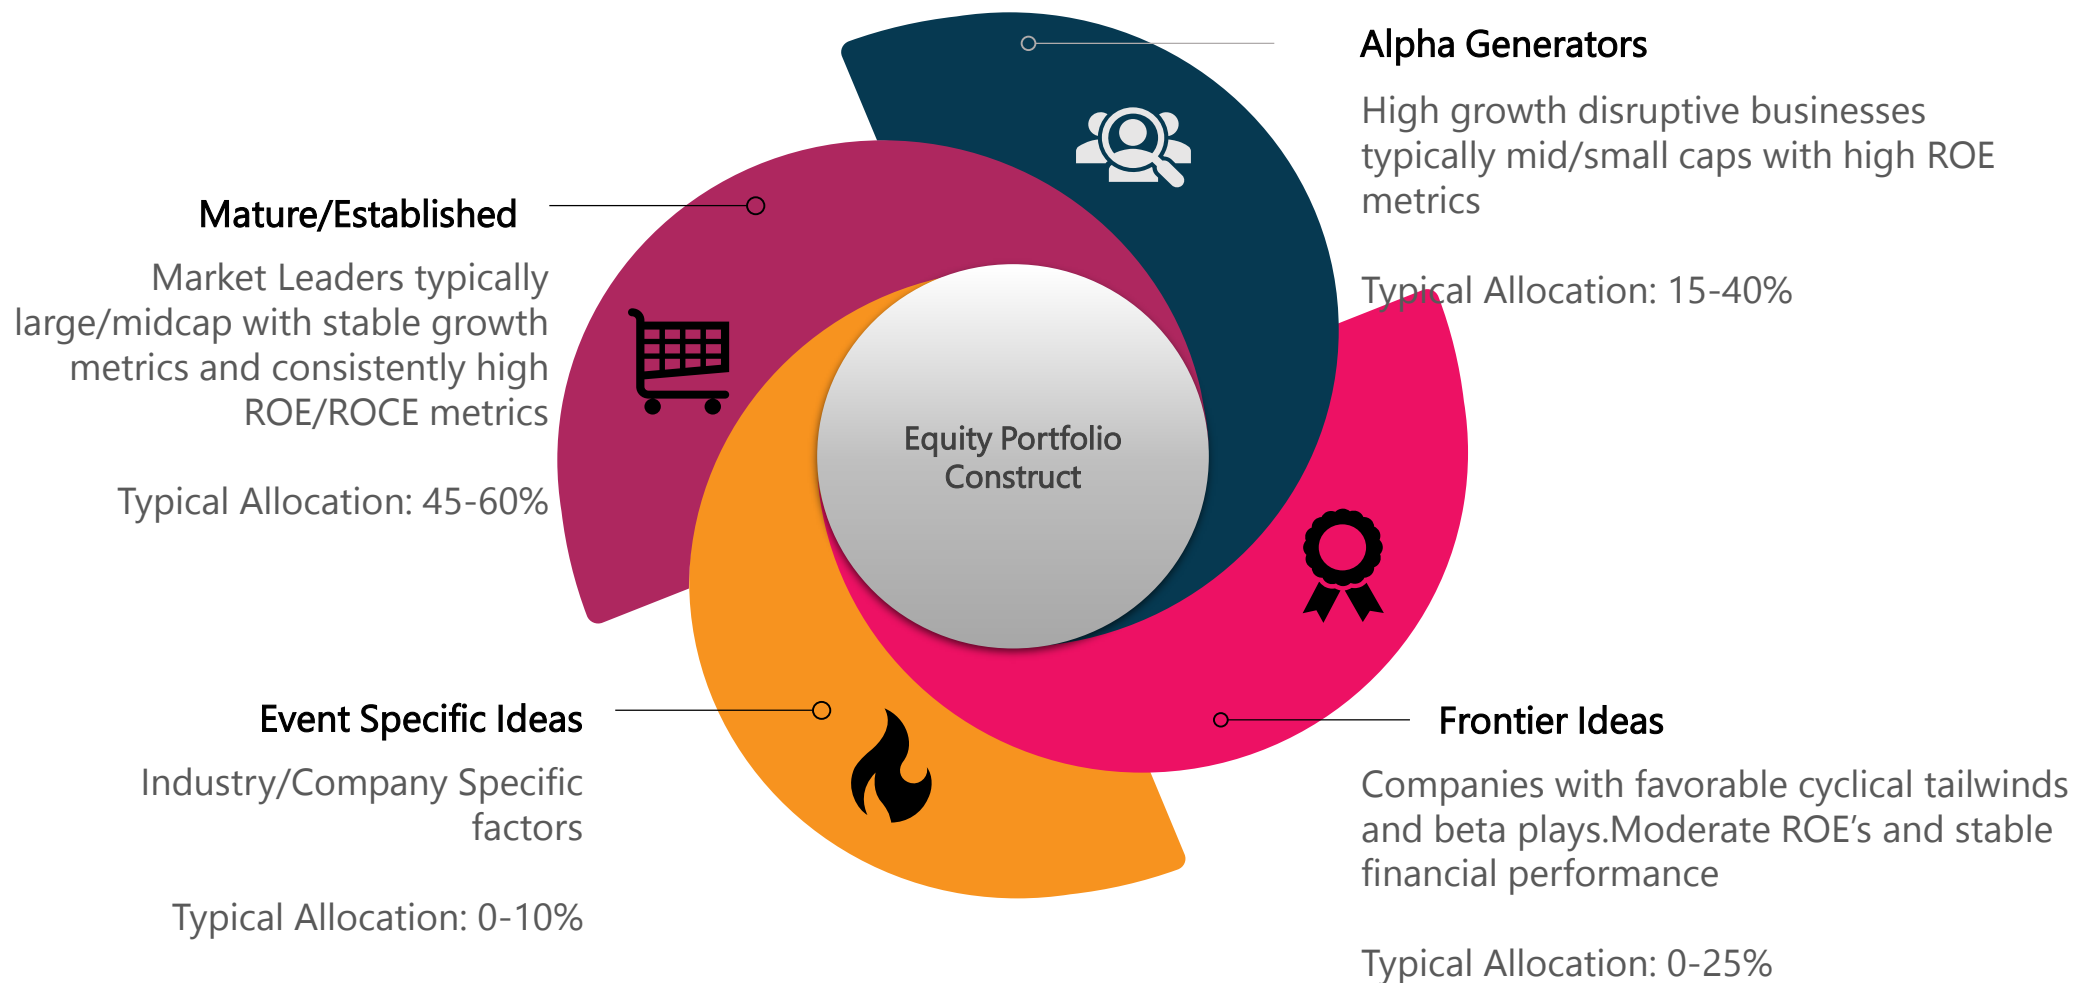 Alpha Generators
High growth disruptive businesses
typically mid/small caps with high ROE
metrics
Typical Allocation: 15-40%
Mature/Established
Market Leaders typically
large/midcap with stable growth
metrics and consistently high
ROE/ROCE metrics
Typical Allocation: 45-60%
Equity Portfolio
Construct
Event Specific Ideas
Industry/Company Specific
factors
Typical Allocation: 0-10%
Frontier Ideas
Companies with favorable cyclical tailwinds
and beta plays.Moderate ROE’s and stable
financial performance
Typical Allocation: 0-25%